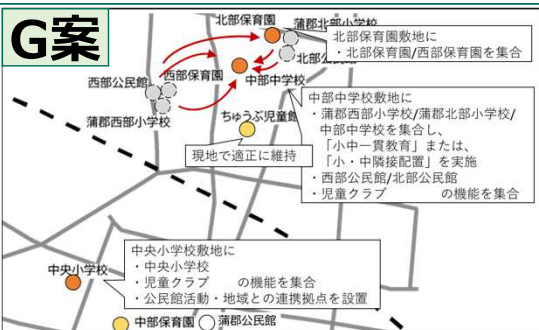 G案
北部保育園
蒲郡北部小学校
北部保育園敷地に
・北部保育園/西部保育園を集合
北部公
西部公民館
西部保育園
中部中学校
蒲郡西部小学校
ちゅうぶ児童館
現地で適正に維持
中部中学校敷地に
・蒲郡西部小学校/蒲郡北部小学校/
中部中学校を集合し、
「小中一貫教育」または、
「小・中隣接配置」を実施
・西部公民館/北部公民館
・児童クラブ の機能を集合
中央小学校敷地に
・中央小学校
・児童クラブ の機能を集合
・公民館活動・地域との連携拠点を設置
中央小学校
中部保育園
蒲郡公民館